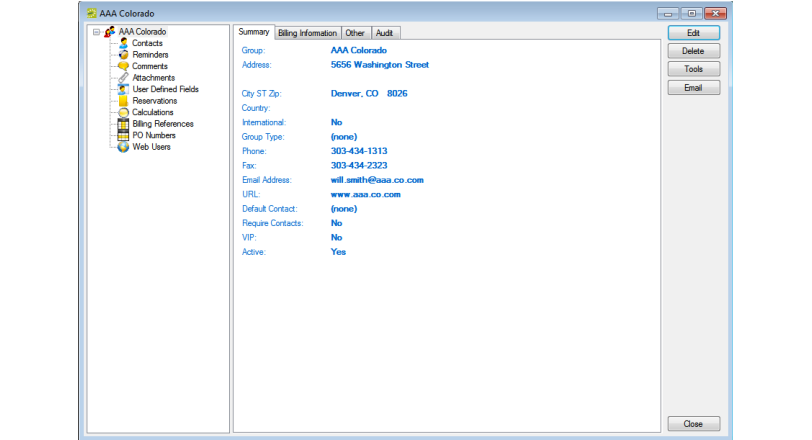 AAA Colorado
AAA Colorado
Contacts
Reminders
Comments
Attachments
User Defined Fields
Reservations
Calculations
Billing References
PO Numbers
Web Users
Summary Billing Information Other Audit
Group: AAA Colorado
Address: 5656 Washington Street
City ST Zip: Denver, CO 8026
Country:
International: No
Group Type: (none)
Phone: 303-434-1313
Fax: 303-434-2323
Email Address: will.smith@aaa.co.com
URL: www.aaa.co.com
Default Contact: (none)
Require Contacts: No
VIP: No
Active: Yes
Edit
Delete
Tools
Email
Close